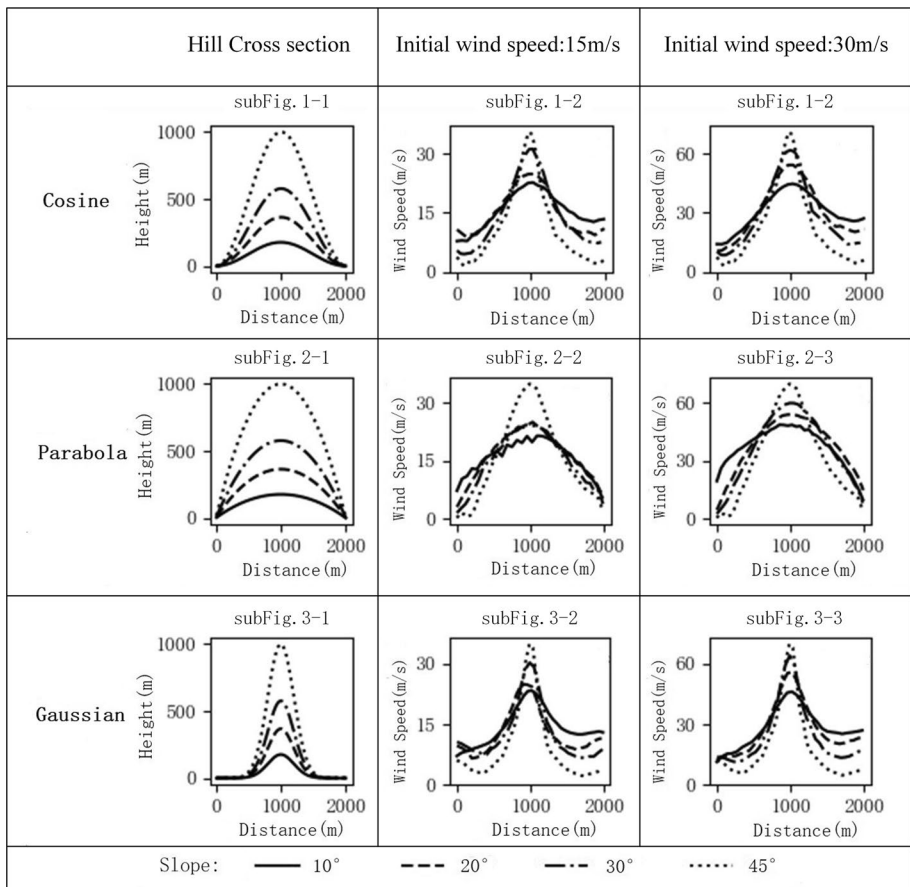 Hill Cross section
Initial wind speed:15m/s
Initial wind speed:30m/s
Cosine
subFig.1-1
Height(m)
1000
500
0
0 1000 2000
Distance(m)
subFig.1-2
Wind Speed(m/s)
30
15
0
0 1000 2000
Distance(m)
subFig.1-2
Wind Speed(m/s)
60
30
0
0 1000 2000
Distance(m)
Parabola
subFig.2-1
Height(m)
1000
500
0
0 1000 2000
Distance(m)
subFig.2-2
Wind Speed(m/s)
30
15
0
0 1000 2000
Distance(m)
subFig.2-3
Wind Speed(m/s)
60
30
0
0 1000 2000
Distance(m)
Gaussian
subFig.3-1
Height(m)
1000
500
0
0 1000 2000
Distance(m)
subFig.3-2
Wind Speed(m/s)
30
15
0
0 1000 2000
Distance(m)
subFig.3-3
Wind Speed(m/s)
60
30
0
0 1000 2000
Distance(m)
Slope: 10° 20° 30° 45°